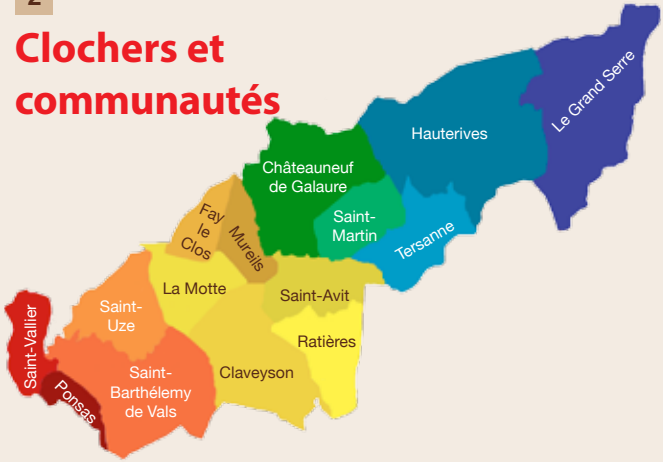 2
Clochers et
communautés
Le Grand Serre
Hauterives
Châteauneuf
de Galaure
Saint-
Martin
Tersanne
Fay
le
Clos
Mureils
La Motte
Saint-Avit
Saint-
Uze
Ratières
Saint-Vallier
Claveyson
Saint-
Barthélemy
de Vals
Ponsas